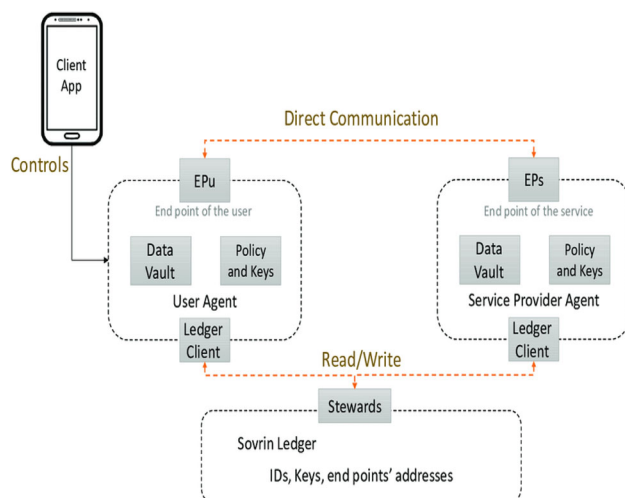 Client
App
Direct Communication
Controls
EPu
End point of the user
EPs
End point of the service
Data
Vault
Policy
and Keys
User Agent
Data
Vault
Policy
and Keys
Service Provider Agent
Ledger
Client
Ledger
Client
Read/Write
Stewards
Sovrin Ledger
IDs, Keys, end points’ addresses